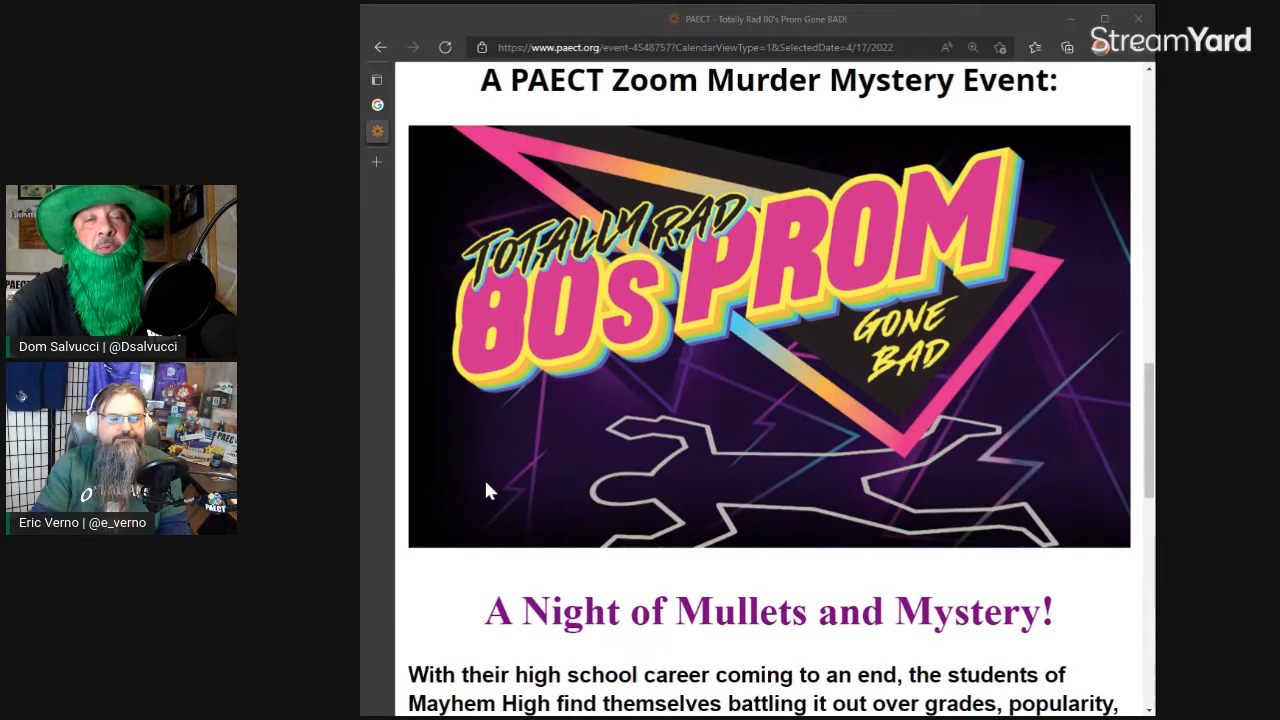 PAECT - Totally Rad 80's Prom Gone BAD!
https://www.paect.org/event-4548757?CalendarViewType=1&SelectedDate=4/17/2022
StreamYard
A PAECT Zoom Murder Mystery Event:
TOTALLY RAD
80s PROM
GONE
BAD
PAECT
Dom Salvucci | @Dsalvucci
PAECT
PAECT
Eric Verno | @e_verno
A Night of Mullets and Mystery!
With their high school career coming to an end, the students of
Mayhem High find themselves battling it out over grades, popularity,